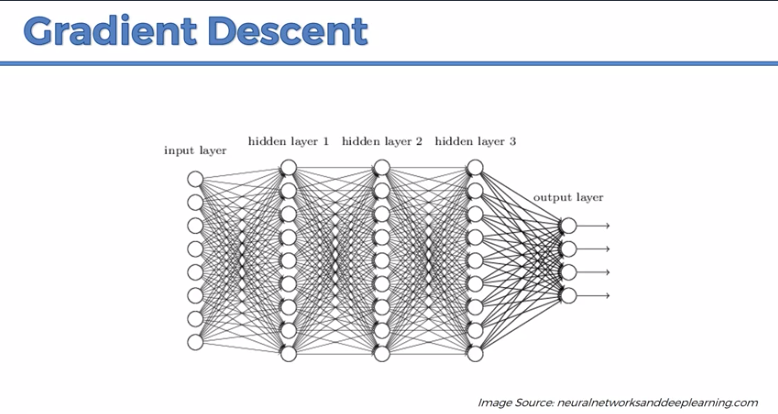 Gradient Descent
hidden layer 1 hidden layer 2 hidden layer 3
input layer
output layer
Image Source: neuralnetworksanddeeplearning.com